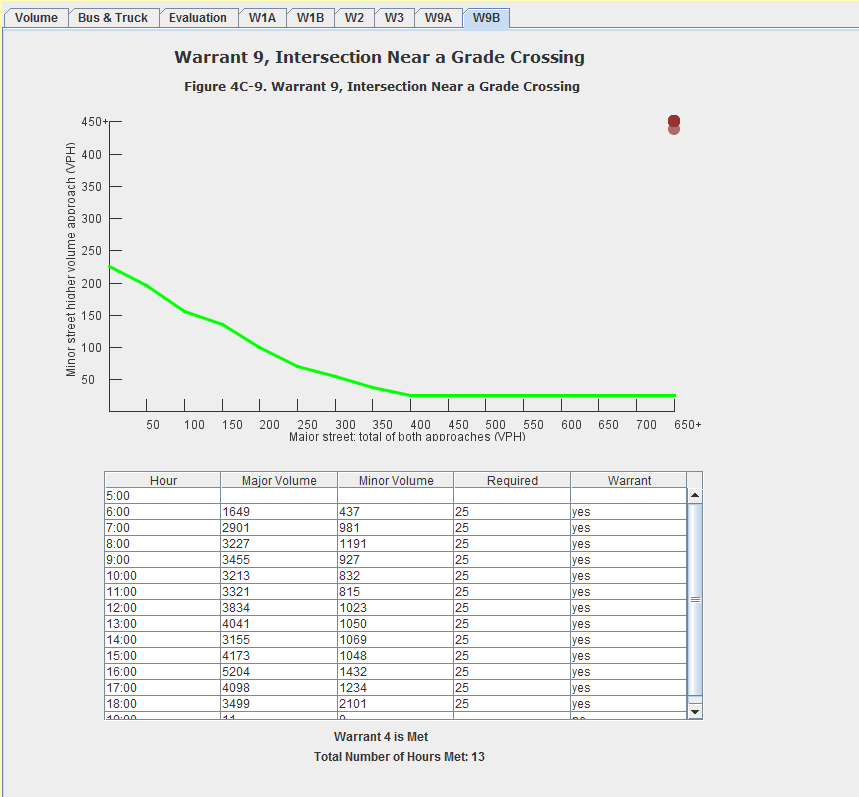 Volume Bus & Truck Evaluation W1A W1B W2 W3 W9A W9B
Warrant 9, Intersection Near a Grade Crossing
Figure 4C-9. Warrant 9, Intersection Near a Grade Crossing
Minor street higher volume approach (VPH)
450+
400
350
300
250
200
150
100
50
50 100 150 200 250 300 350 400 450 500 550 600 650 700 650+
Major street: total of both approaches (VPH)
Hour Major Volume Minor Volume Required Warrant
5:00
6:00 1649 437 25 yes
7:00 2901 981 25 yes
8:00 3227 1191 25 yes
9:00 3455 927 25 yes
10:00 3213 832 25 yes
11:00 3321 815 25 yes
12:00 3834 1023 25 yes
13:00 4041 1050 25 yes
14:00 3155 1069 25 yes
15:00 4173 1048 25 yes
16:00 5204 1432 25 yes
17:00 4098 1234 25 yes
18:00 3499 2101 25 yes
19:00 11 0 no
Warrant 4 is Met
Total Number of Hours Met: 13